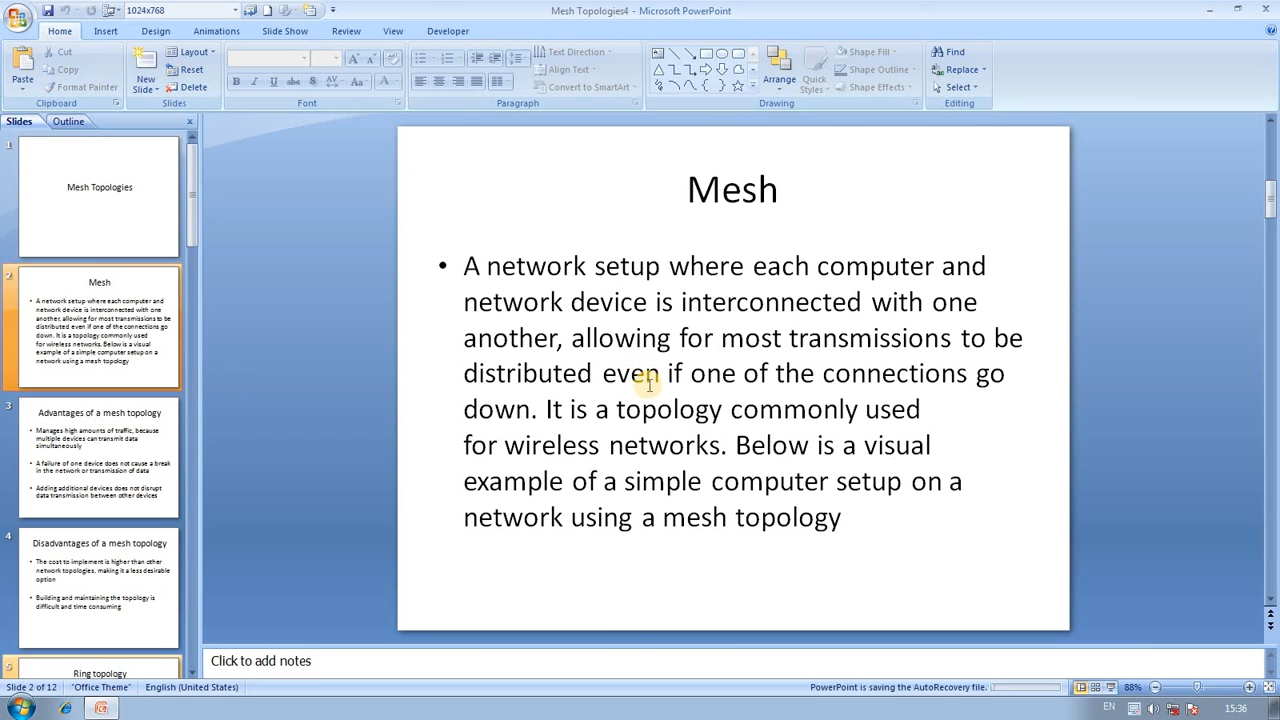 1024x768
Mesh Topologies4 - Microsoft PowerPoint
Home Insert Design Animations Slide Show Review View Developer
Paste
Cut
Copy
Format Painter
Clipboard
New Slide
Layout
Reset
Delete
Slides
B I U abc S AV Aa A
Font
Text Direction
Align Text
Convert to SmartArt
Paragraph
Arrange
Quick Styles
Shape Fill
Shape Outline
Shape Effects
Drawing
Find
Replace
Select
Editing
Slides Outline
1
Mesh Topologies
2
Mesh
• A network setup where each computer and
network device is interconnected with one
another, allowing for most transmissions to be
distributed even if one of the connections go
down. It is a topology commonly used
for wireless networks. Below is a visual
example of a simple computer setup on a
network using a mesh topology
3
Advantages of a mesh topology
• Manages high amounts of traffic, because
multiple devices can transmit data
simultaneously
• A failure of one device does not cause a break
in the network or transmission of data
• Adding additional devices does not disrupt
data transmission between other devices
4
Disadvantages of a mesh topology
• The cost to implement is higher than other
network topologies, making it a less desirable
option
• Building and maintaining the topology is
difficult and time consuming
5
Ring topology
Mesh
• A network setup where each computer and
network device is interconnected with one
another, allowing for most transmissions to be
distributed even if one of the connections go
down. It is a topology commonly used
for wireless networks. Below is a visual
example of a simple computer setup on a
network using a mesh topology
Click to add notes
Slide 2 of 12 "Office Theme" English (United States) PowerPoint is saving the AutoRecovery file. 88%
EN 15:36